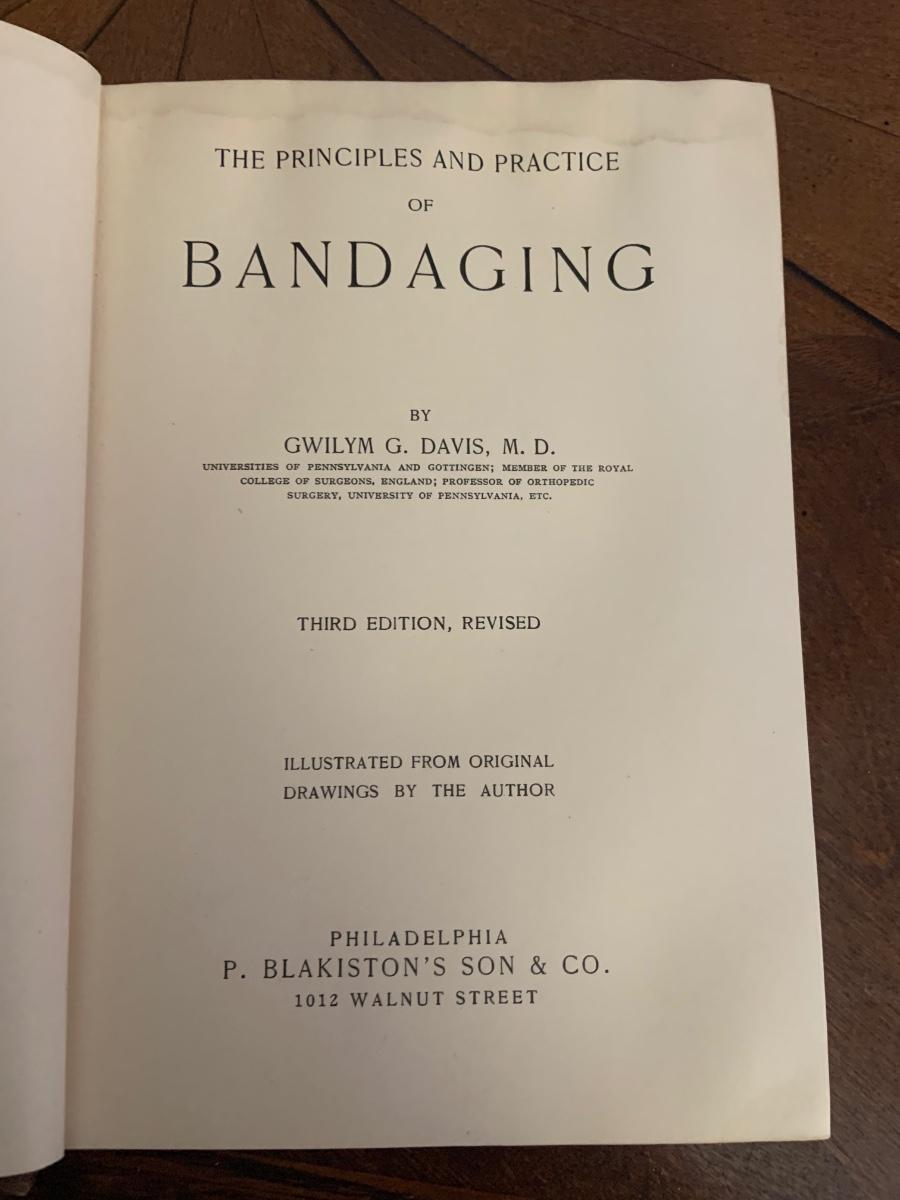 THE PRINCIPLES AND PRACTICE
OF
BANDAGING
BY
GWILYM G. DAVIS, M. D.
UNIVERSITIES OF PENNSYLVANIA AND GOTTINGEN; MEMBER OF THE ROYAL
COLLEGE OF SURGEONS, ENGLAND; PROFESSOR OF ORTHOPEDIC
SURGERY, UNIVERSITY OF PENNSYLVANIA, ETC.
THIRD EDITION, REVISED
ILLUSTRATED FROM ORIGINAL
DRAWINGS BY THE AUTHOR
PHILADELPHIA
P. BLAKISTON'S SON & CO.
1012 WALNUT STREET